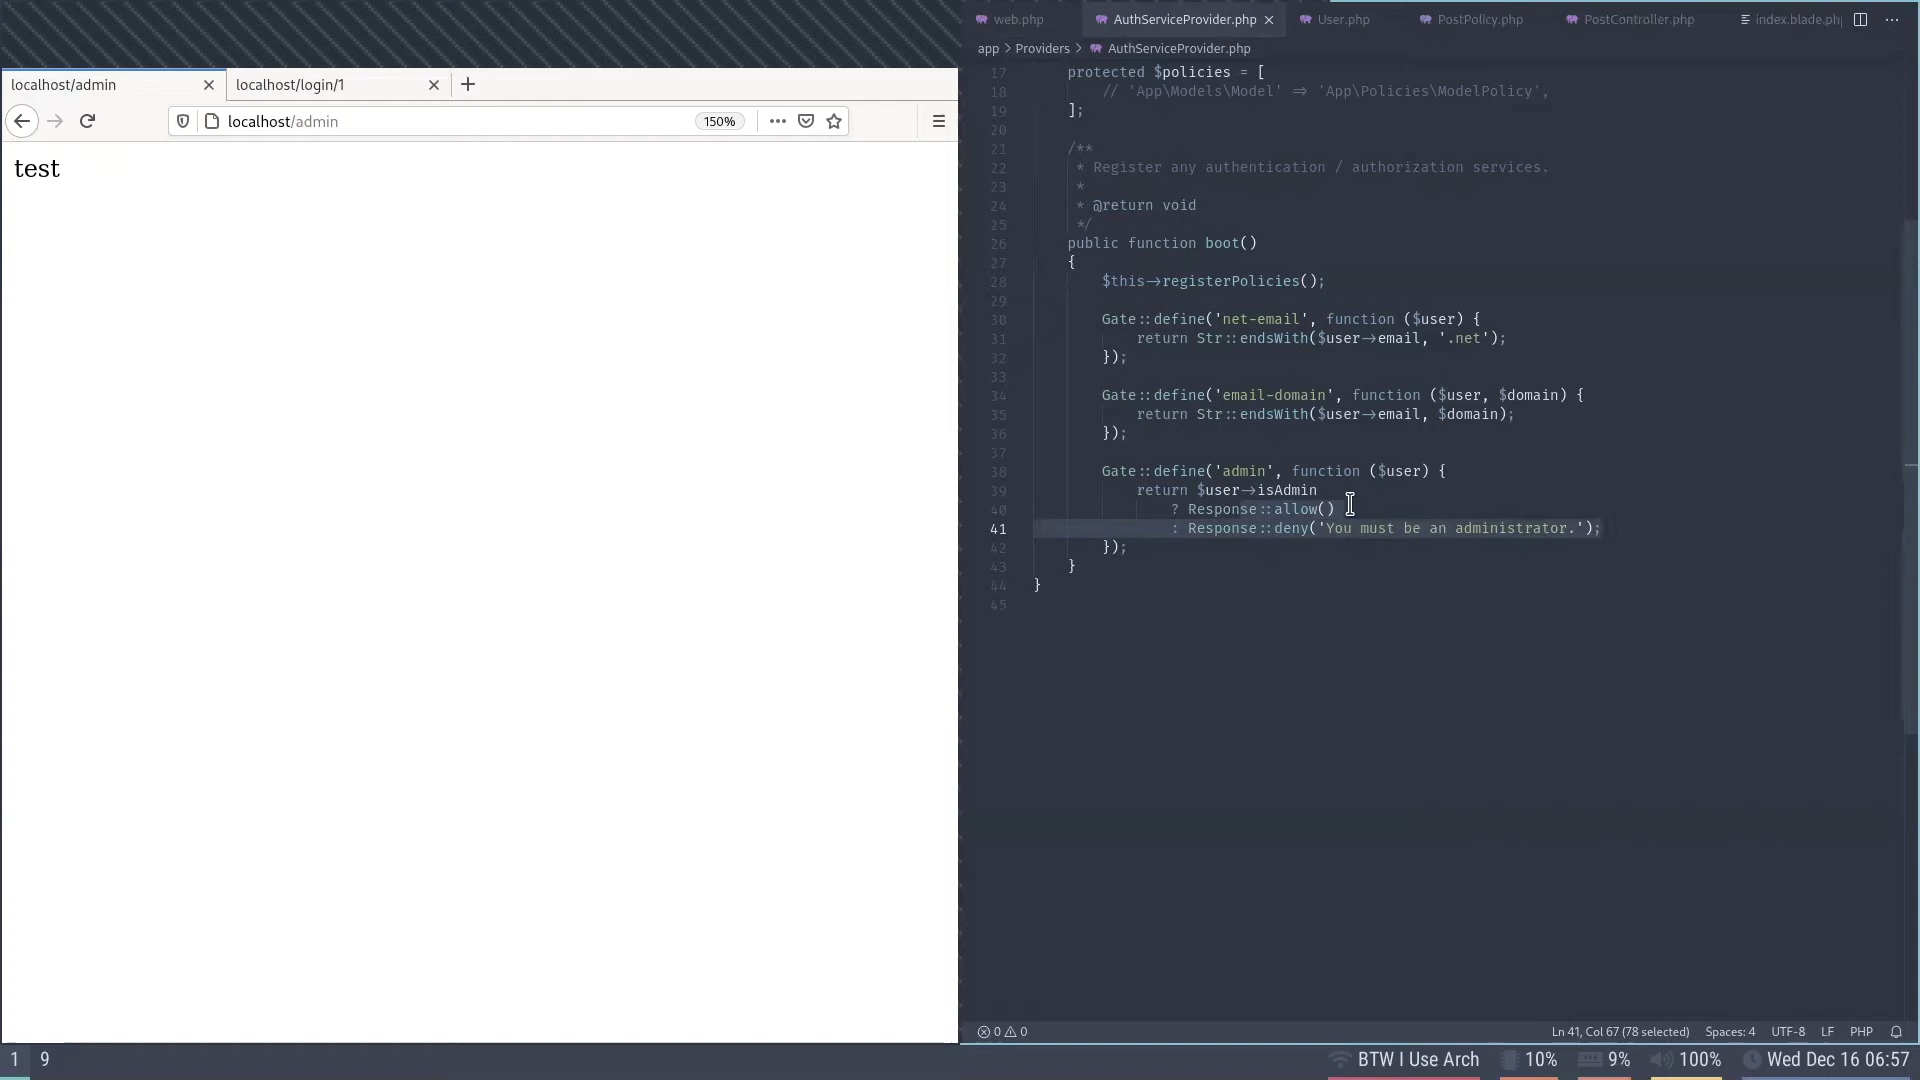 localhost/admin
localhost/login/1
localhost/admin
150%
test
web.php
AuthServiceProvider.php
User.php
PostPolicy.php
PostController.php
index.blade.ph
app > Providers > AuthServiceProvider.php
17 protected $policies = [
18 // 'App\Models\Model' => 'App\Policies\ModelPolicy',
19 ];
20
21 /**
22 * Register any authentication / authorization services.
23 *
24 * @return void
25 */
26 public function boot()
27 {
28 $this->registerPolicies();
29
30 Gate::define('net-email', function ($user) {
31 return Str::endsWith($user->email, '.net');
32 });
33
34 Gate::define('email-domain', function ($user, $domain) {
35 return Str::endsWith($user->email, $domain);
36 });
37
38 Gate::define('admin', function ($user) {
39 return $user->isAdmin
40 ? Response::allow()
41 : Response::deny('You must be an administrator.');
42 });
43 }
44 }
45
0 0
Ln 41, Col 67 (78 selected) Spaces: 4 UTF-8 LF PHP
1 9
BTW I Use Arch 10% 9% 100% Wed Dec 16 06:57